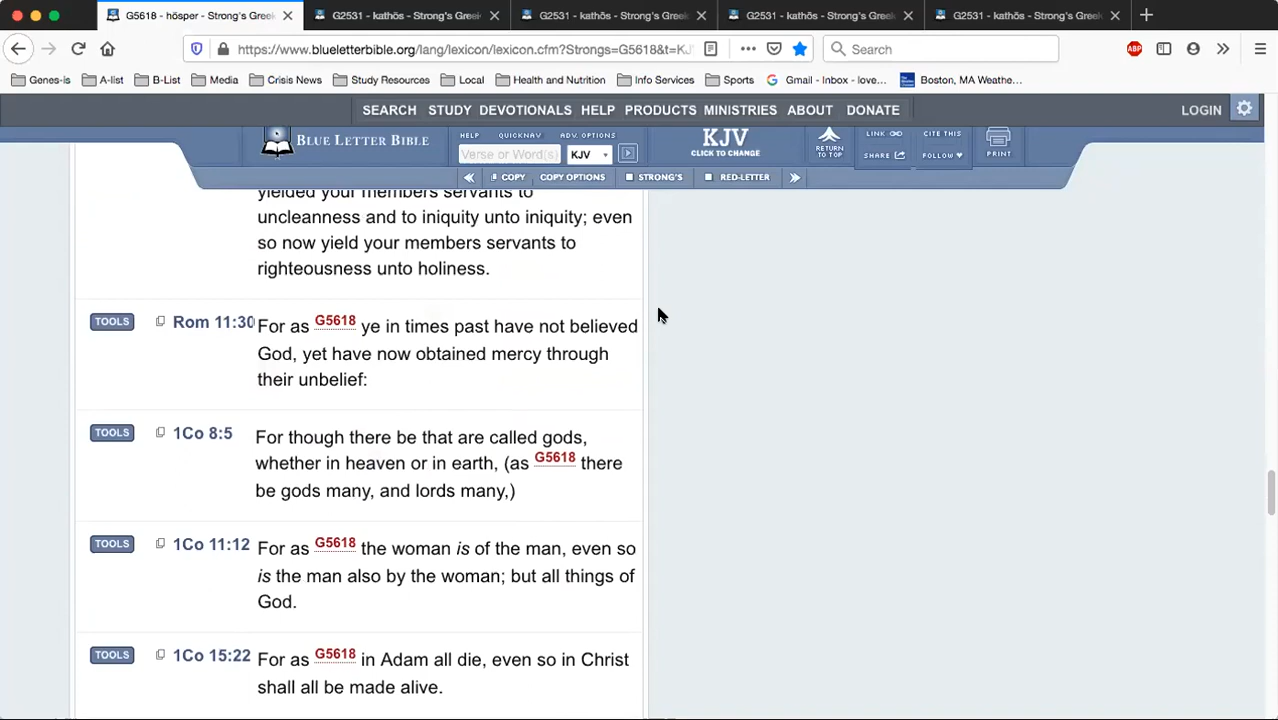 G5618 - hōsper - Strong's Greek
G2531 - kathōs - Strong's Greek
G2531 - kathōs - Strong's Greek
G2531 - kathōs - Strong's Greek
G2531 - kathōs - Strong's Greek
https://www.blueletterbible.org/lang/lexicon/lexicon.cfm?Strongs=G5618&t=KJ
Search
ABP
Genes-is
A-list
B-List
Media
Crisis News
Study Resources
Local
Health and Nutrition
Info Services
Sports
Gmail - Inbox - love...
Boston, MA Weathe...
SEARCH STUDY DEVOTIONALS HELP PRODUCTS MINISTRIES ABOUT DONATE
LOGIN
BLUE LETTER BIBLE
HELP QUICKNAV ADV. OPTIONS
Verse or Word(s)
KJV
KJV
CLICK TO CHANGE
RETURN
TO TOP
LINK
CITE THIS
SHARE
FOLLOW
PRINT
COPY COPY OPTIONS STRONG'S RED-LETTER
yielded your members servants to
uncleanness and to iniquity unto iniquity; even
so now yield your members servants to
righteousness unto holiness.
TOOLS Rom 11:30 For as G5618 ye in times past have not believed
God, yet have now obtained mercy through
their unbelief:
TOOLS 1Co 8:5 For though there be that are called gods,
whether in heaven or in earth, (as G5618 there
be gods many, and lords many,)
TOOLS 1Co 11:12 For as G5618 the woman is of the man, even so
is the man also by the woman; but all things of
God.
TOOLS 1Co 15:22 For as G5618 in Adam all die, even so in Christ
shall all be made alive.